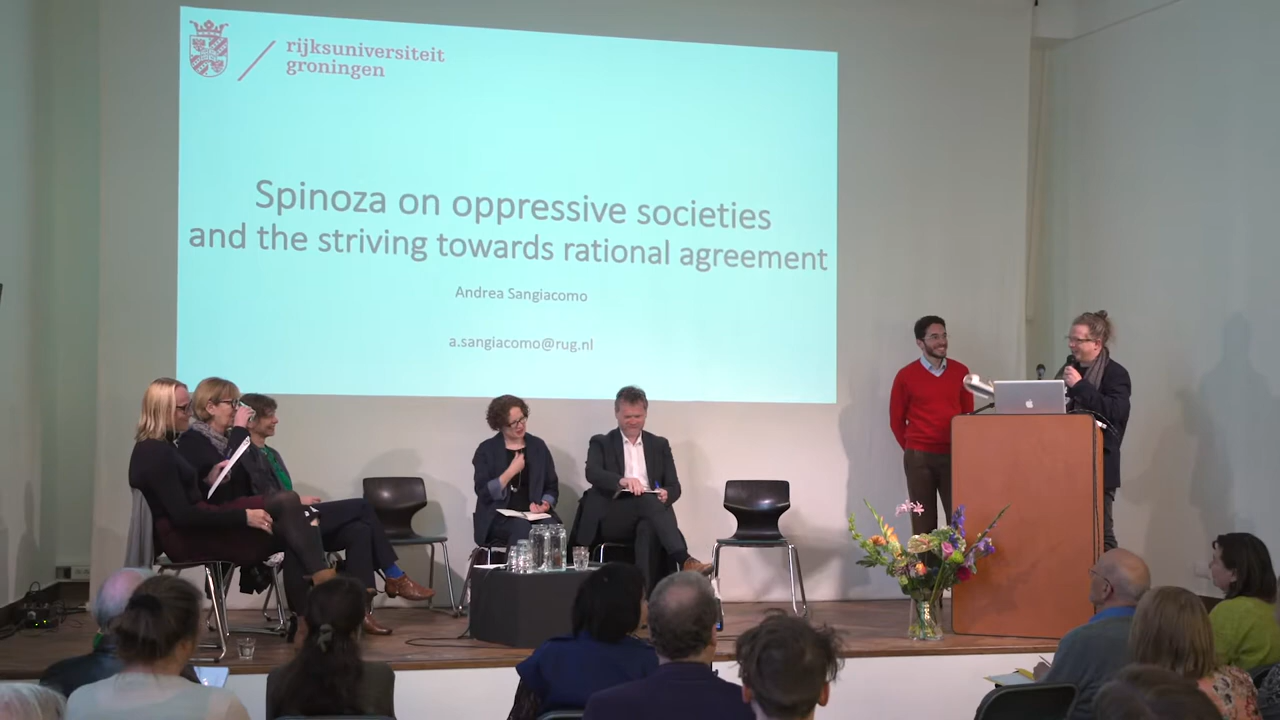 rijksuniversiteit
groningen
Spinoza on oppressive societies
and the striving towards rational agreement
Andrea Sangiacomo
a.sangiacomo@rug.nl